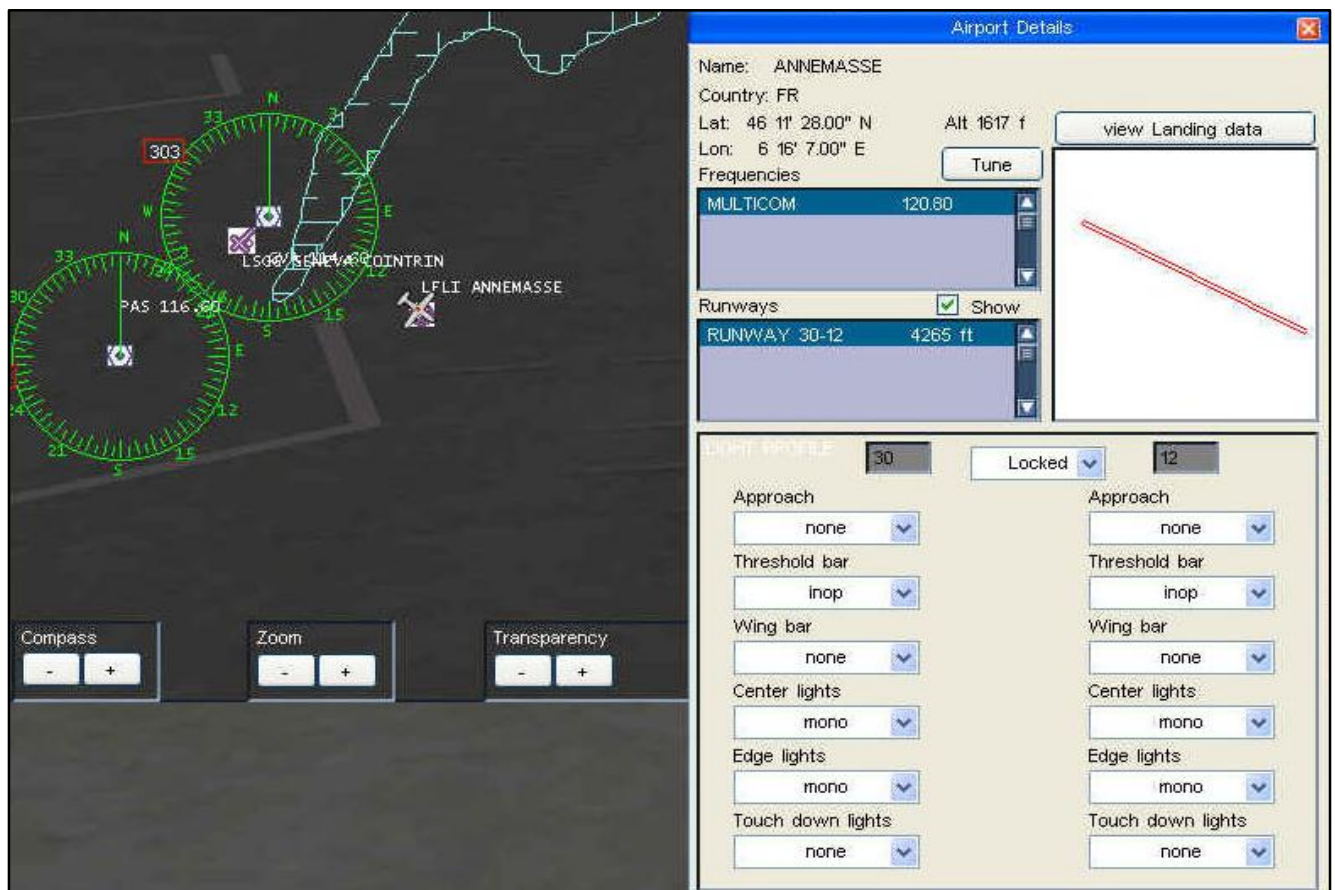 N
33
3
303
W
E
LSGG GENEVA COINTRIN
12
S
15
LFLI ANNEMASSE
N
33
30
PAS 116.60
E
24
12
21
15
S
Compass
- +
Zoom
- +
Transparency
- +
Airport Details
Name: ANNEMASSE
Country: FR
Lat: 46 11' 28.00" N Alt 1617 f
view Landing data
Lon: 6 16' 7.00" E
Tune
Frequencies
MULTICOM 120.60
Runways Show
RUNWAY 30-12 4265 ft
LIGHT PROFILE 30 Locked 12
Approach Approach
none none
Threshold bar Threshold bar
inop inop
Wing bar Wing bar
none none
Center lights Center lights
mono mono
Edge lights Edge lights
mono mono
Touch down lights Touch down lights
none none